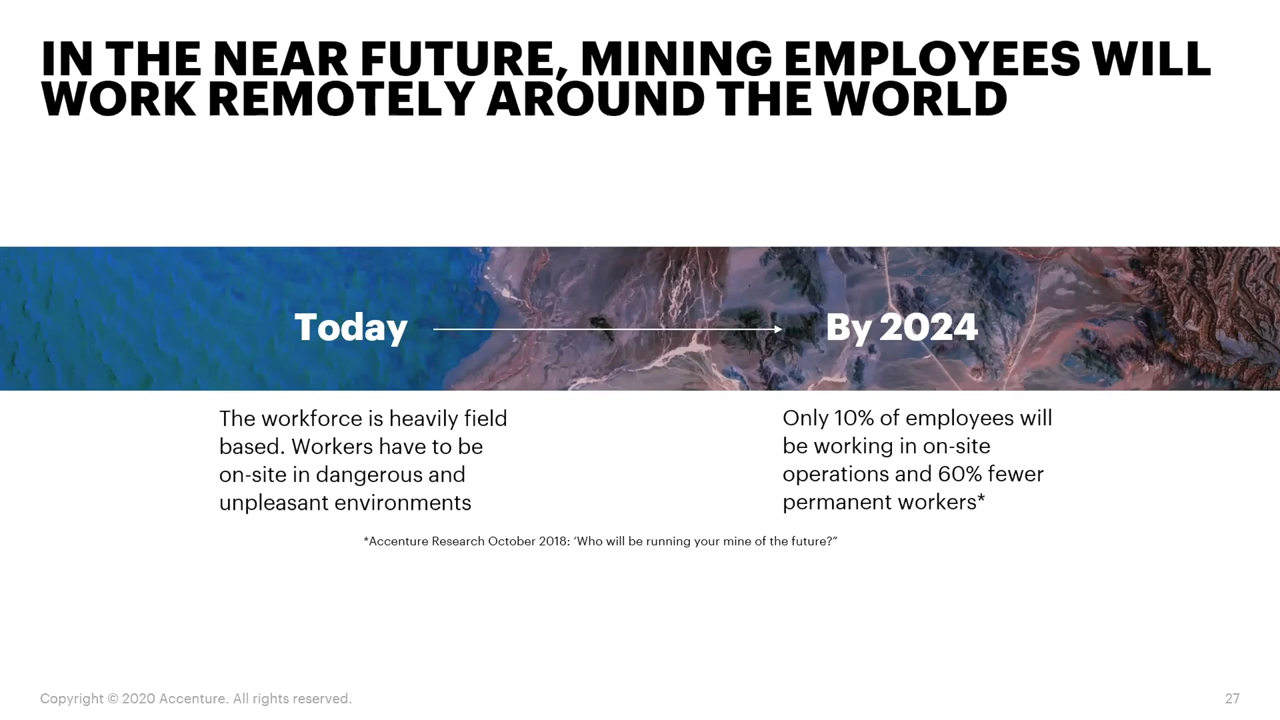 IN THE NEAR FUTURE, MINING EMPLOYEES WILL
WORK REMOTELY AROUND THE WORLD
Today
By 2024
The workforce is heavily field
based. Workers have to be
on-site in dangerous and
unpleasant environments
Only 10% of employees will
be working in on-site
operations and 60% fewer
permanent workers*
*Accenture Research October 2018: ‘Who will be running your mine of the future?”
Copyright © 2020 Accenture. All rights reserved.
27